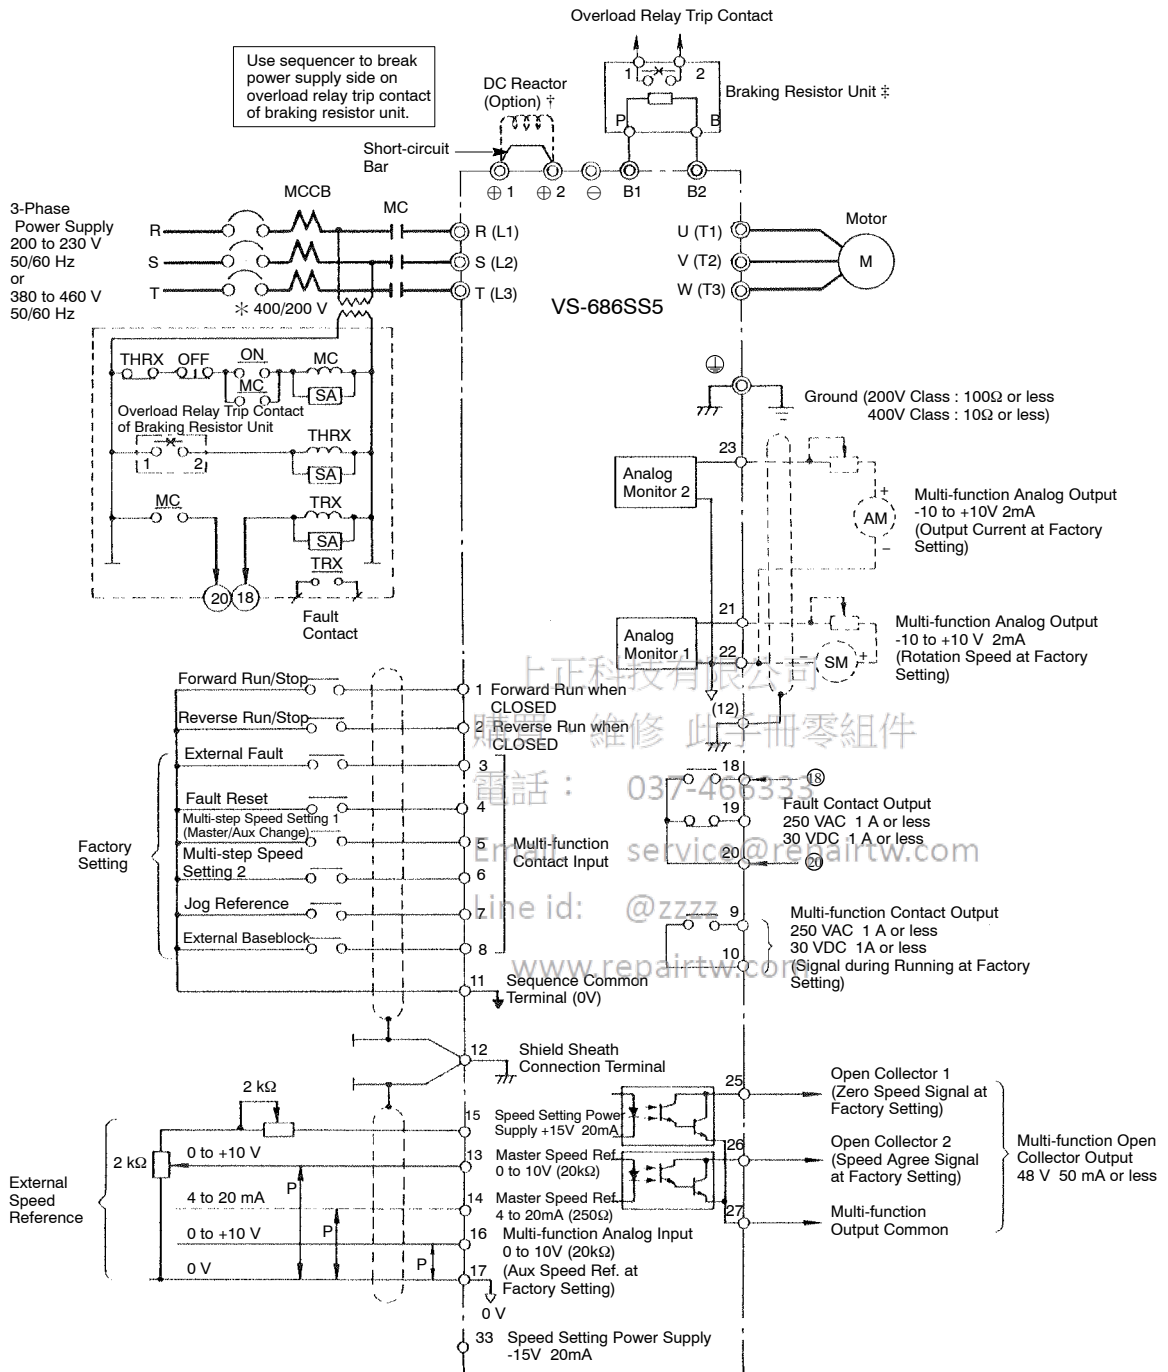 Overload Relay Trip Contact
Use sequencer to break
power supply side on
overload relay trip contact
of braking resistor unit.
DC Reactor
(Option) †
1 2
Braking Resistor Unit ‡
P B
Short-circuit
Bar
⊕ 1 ⊕ 2 ⊖ B1 B2
3-Phase
Power Supply
200 to 230 V
50/60 Hz
or
380 to 460 V
50/60 Hz
MCCB
MC
R
S
T
R (L1)
S (L2)
T (L3)
U (T1)
V (T2)
W (T3)
Motor
M
* 400/200 V
VS-686SS5
THRX OFF ON MC
MC
SA
Overload Relay Trip Contact
of Braking Resistor Unit
1 2
THRX
SA
MC
TRX
SA
TRX
20 18
Fault
Contact
Ground (200V Class : 100Ω or less
400V Class : 10Ω or less)
23
Analog
Monitor 2
+
AM
−
Multi-function Analog Output
-10 to +10V 2mA
(Output Current at Factory
Setting)
21
Analog
Monitor 1
22
− SM +
Multi-function Analog Output
-10 to +10 V 2mA
(Rotation Speed at Factory
Setting)
(12)
上正科技有限公司
購買 維修 此手冊零組件
電話： 037-466333
Email: service@repairtw.com
Line id: @zzzz
www.repairtw.com
Forward Run/Stop
1 Forward Run when
CLOSED
Reverse Run/Stop
2 Reverse Run when
CLOSED
External Fault
3
Fault Reset
4
Multi-step Speed Setting 1
(Master/Aux Change)
5
Multi-step Speed
Setting 2
6
Jog Reference
7
External Baseblock
8
Factory
Setting
Multi-function
Contact Input
11 Sequence Common
Terminal (0V)
18 ⑱
19
20 ⑳
Fault Contact Output
250 VAC 1 A or less
30 VDC 1 A or less
9
10
Multi-function Contact Output
250 VAC 1 A or less
30 VDC 1A or less
(Signal during Running at Factory
Setting)
12 Shield Sheath
Connection Terminal
External
Speed
Reference
2 kΩ
2 kΩ
0 to +10 V
4 to 20 mA
0 to +10 V
0 V
P
P
P
15 Speed Setting Power
Supply +15V 20mA
13 Master Speed Ref.
0 to 10V (20kΩ)
14 Master Speed Ref.
4 to 20mA (250Ω)
16 Multi-function Analog Input
0 to 10V (20kΩ)
17 (Aux Speed Ref. at
Factory Setting)
0 V
33 Speed Setting Power Supply
-15V 20mA
25
Open Collector 1
(Zero Speed Signal at
Factory Setting)
26
Open Collector 2
(Speed Agree Signal
at Factory Setting)
27
Multi-function
Output Common
Multi-function Open
Collector Output
48 V 50 mA or less